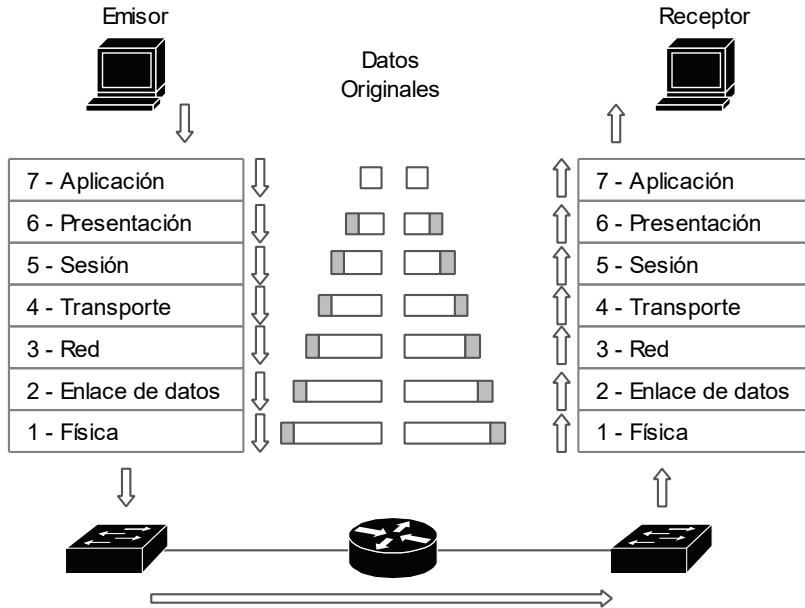 Emisor
Receptor
Datos
Originales
7 - Aplicación
6 - Presentación
5 - Sesión
4 - Transporte
3 - Red
2 - Enlace de datos
1 - Física
7 - Aplicación
6 - Presentación
5 - Sesión
4 - Transporte
3 - Red
2 - Enlace de datos
1 - Física